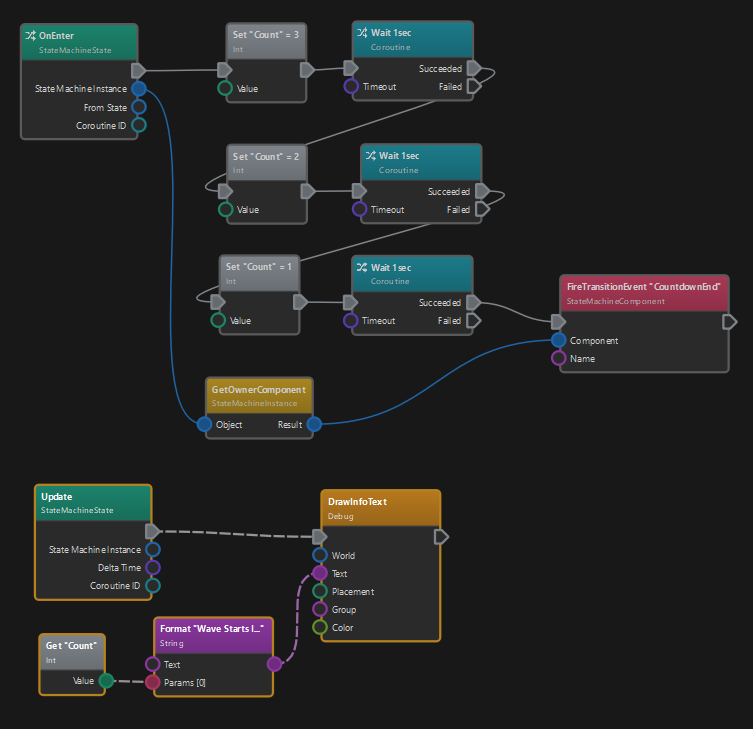 OnEnter
StateMachineState
State Machine Instance
From State
Coroutine ID
Set "Count" = 3
Int
Value
Wait 1sec
Coroutine
Succeeded
Timeout
Failed
Set "Count" = 2
Int
Value
Wait 1sec
Coroutine
Succeeded
Timeout
Failed
Set "Count" = 1
Int
Value
Wait 1sec
Coroutine
Succeeded
Timeout
Failed
FireTransitionEvent "CountdownEnd"
StateMachineComponent
Component
Name
GetOwnerComponent
StateMachineInstance
Object
Result
Update
StateMachineState
State Machine Instance
Delta Time
Coroutine ID
DrawInfoText
Debug
World
Text
Placement
Group
Color
Get "Count"
Int
Value
Format "Wave Starts I..."
String
Text
Params [0]